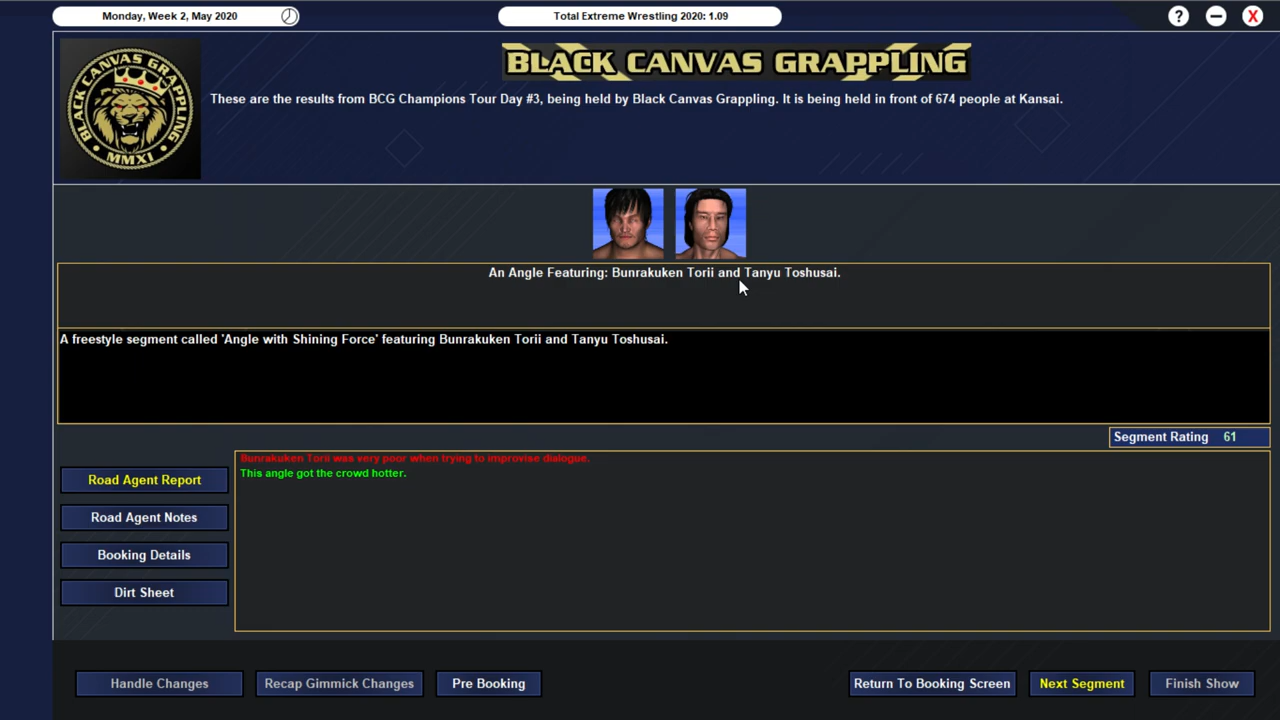 Monday, Week 2, May 2020
Total Extreme Wrestling 2020: 1.09
?
X
BLACK CANVAS GRAPPLING
MMXI
BLACK CANVAS GRAPPLING
These are the results from BCG Champions Tour Day #3, being held by Black Canvas Grappling. It is being held in front of 674 people at Kansai.
An Angle Featuring: Bunrakuken Torii and Tanyu Toshusai.
A freestyle segment called 'Angle with Shining Force' featuring Bunrakuken Torii and Tanyu Toshusai.
Segment Rating 61
Bunrakuken Torii was very poor when trying to improvise dialogue.
This angle got the crowd hotter.
Road Agent Report
Road Agent Notes
Booking Details
Dirt Sheet
Handle Changes
Recap Gimmick Changes
Pre Booking
Return To Booking Screen
Next Segment
Finish Show